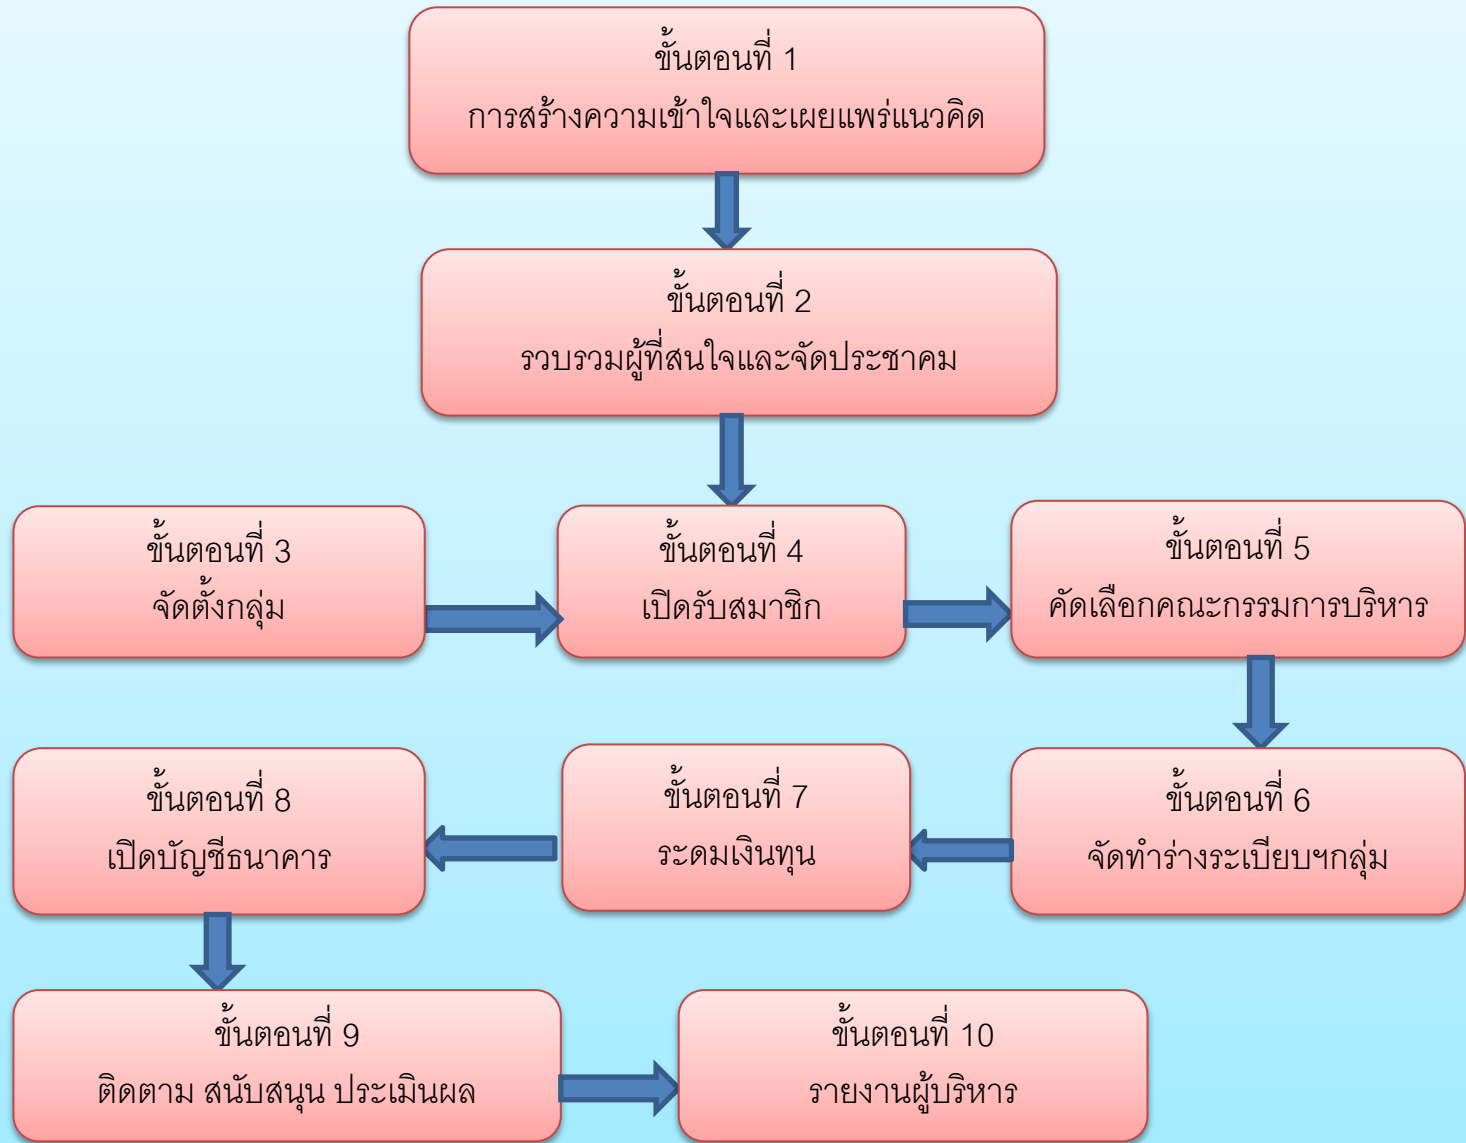 ขั้นตอนที่ 1
การสร้างความเข้าใจและเผยแพร่แนวคิด
ขั้นตอนที่ 2
รวบรวมผู้ที่สนใจและจัดประชาคม
ขั้นตอนที่ 3
จัดตั้งกลุ่ม
ขั้นตอนที่ 4
เปิดรับสมาชิก
ขั้นตอนที่ 5
คัดเลือกคณะกรรมการบริหาร
ขั้นตอนที่ 6
จัดทำร่างระเบียบฯกลุ่ม
ขั้นตอนที่ 7
ระดมเงินทุน
ขั้นตอนที่ 8
เปิดบัญชีธนาคาร
ขั้นตอนที่ 9
ติดตาม สนับสนุน ประเมินผล
ขั้นตอนที่ 10
รายงานผู้บริหาร